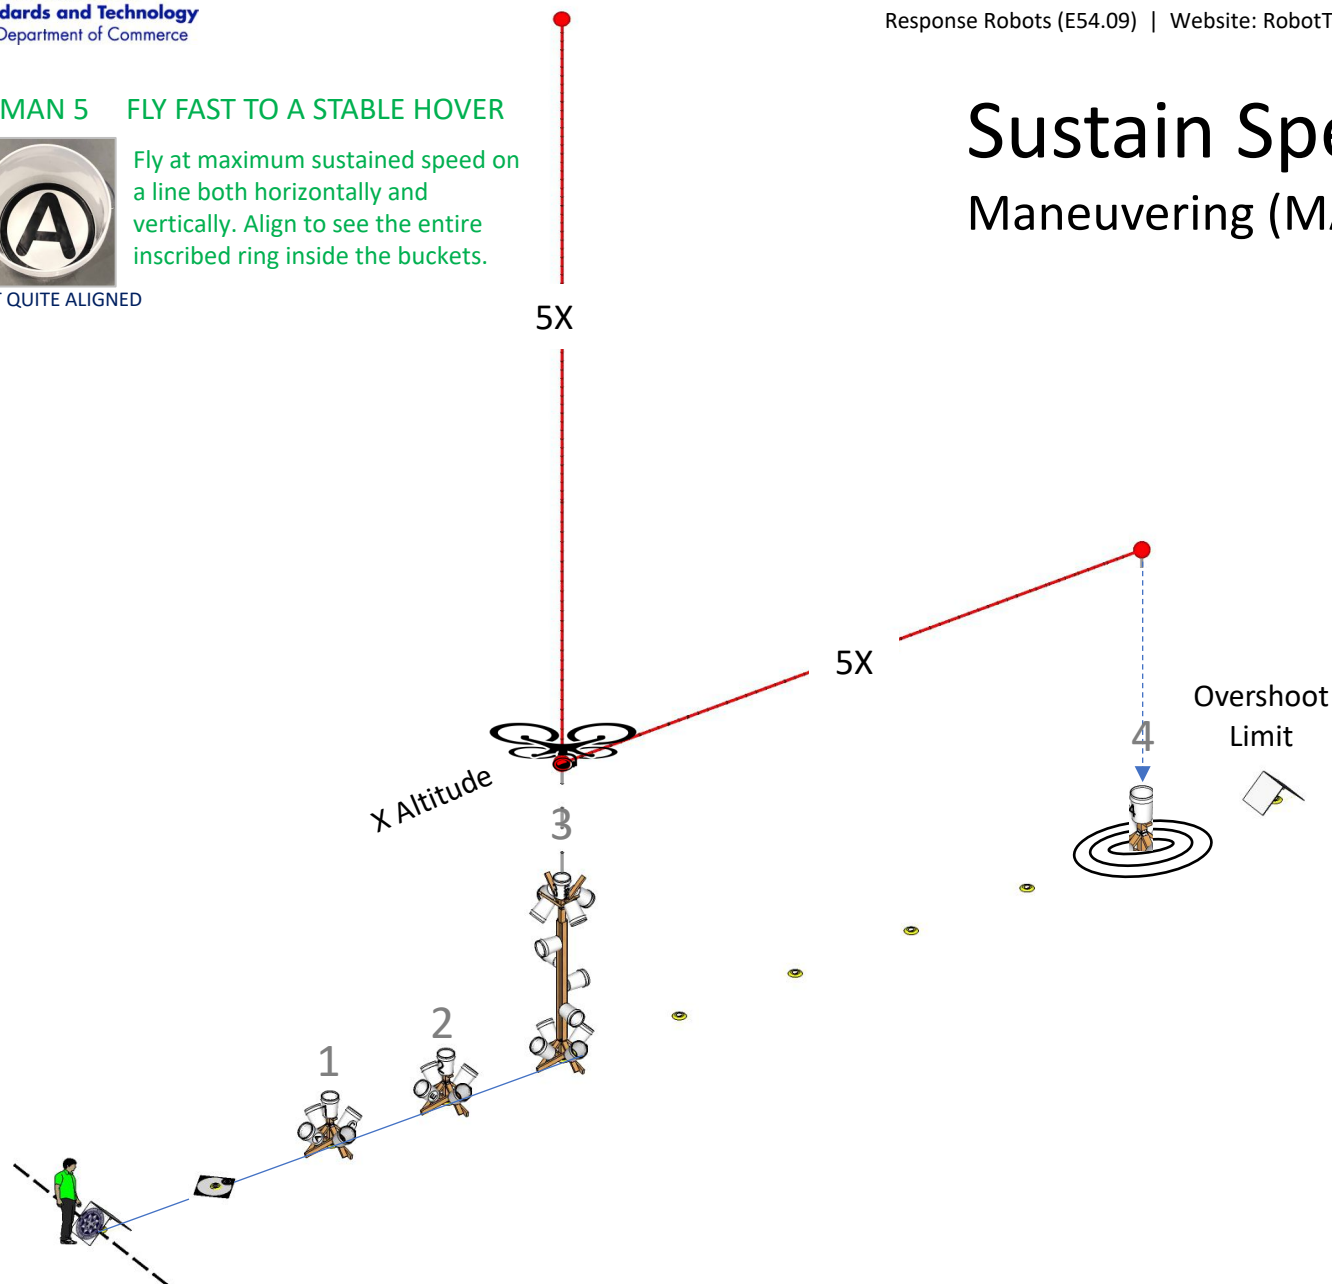 dards and Technology
Department of Commerce
Response Robots (E54.09) | Website: RobotT
MAN 5 FLY FAST TO A STABLE HOVER
Fly at maximum sustained speed on
a line both horizontally and
vertically. Align to see the entire
inscribed ring inside the buckets.
A
T QUITE ALIGNED
Sustain Spe
Maneuvering (MA
5X
5X
Overshoot
Limit
4
X Altitude
3
4
2
1